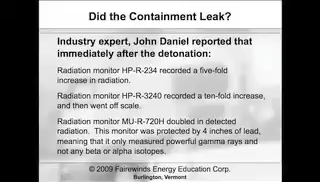 Did the Containment Leak?
Industry expert, John Daniel reported that
immediately after the detonation:
Radiation monitor HP-R-234 recorded a five-fold
increase in radiation.
Radiation monitor HP-R-3240 recorded a ten-fold increase,
and then went off scale.
Radiation monitor MU-R-720H doubled in detected
radiation. This monitor was protected by 4 inches of lead,
meaning that it only measured powerful gamma rays and
not any beta or alpha isotopes.
© 2009 Fairewinds Energy Education Corp.
Burlington, Vermont